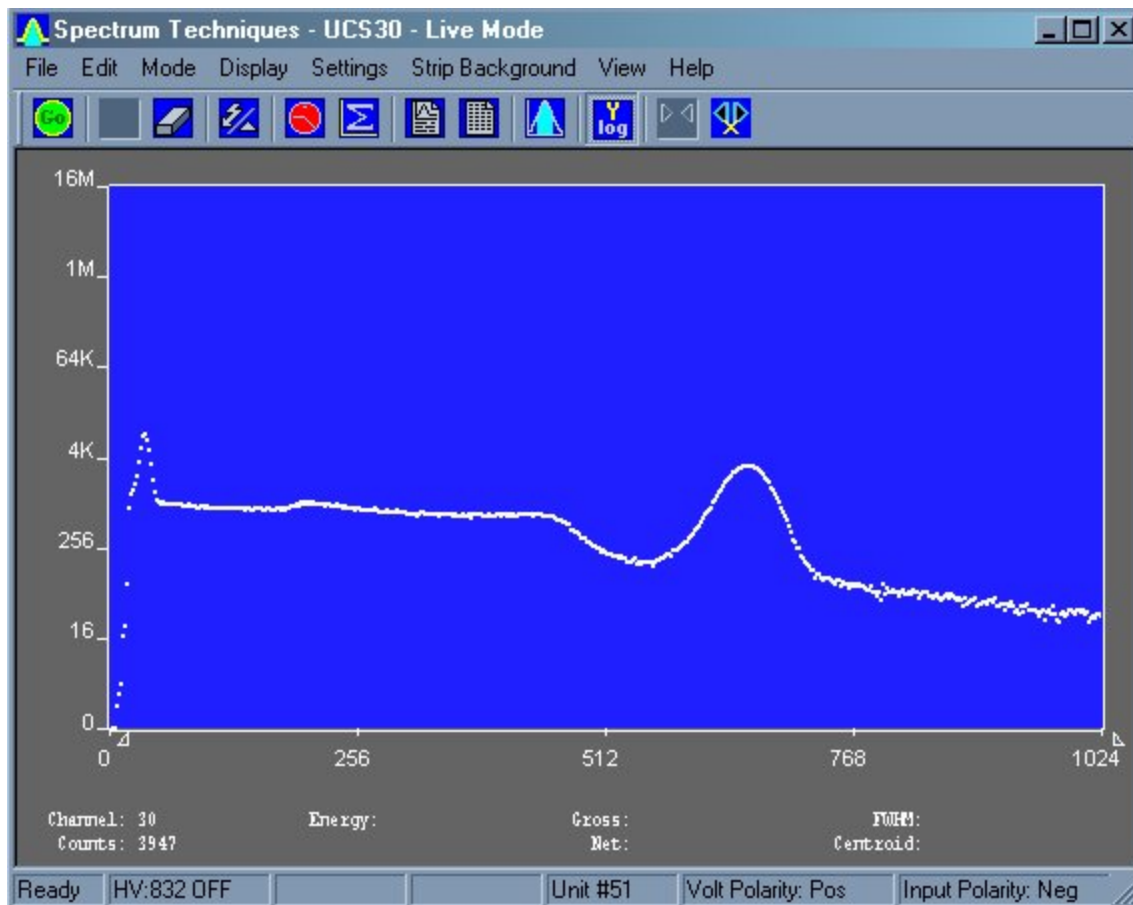 Spectrum Techniques - UCS30 - Live Mode
File Edit Mode Display Settings Strip Background View Help
Go Y log
16M
1M
64K
4K
256
16
0
0 256 512 768 1024
Channel: 30 Energy: Gross: FWHM:
Counts: 3947 Net: Centroid:
Ready HV:832 OFF Unit #51 Volt Polarity: Pos Input Polarity: Neg